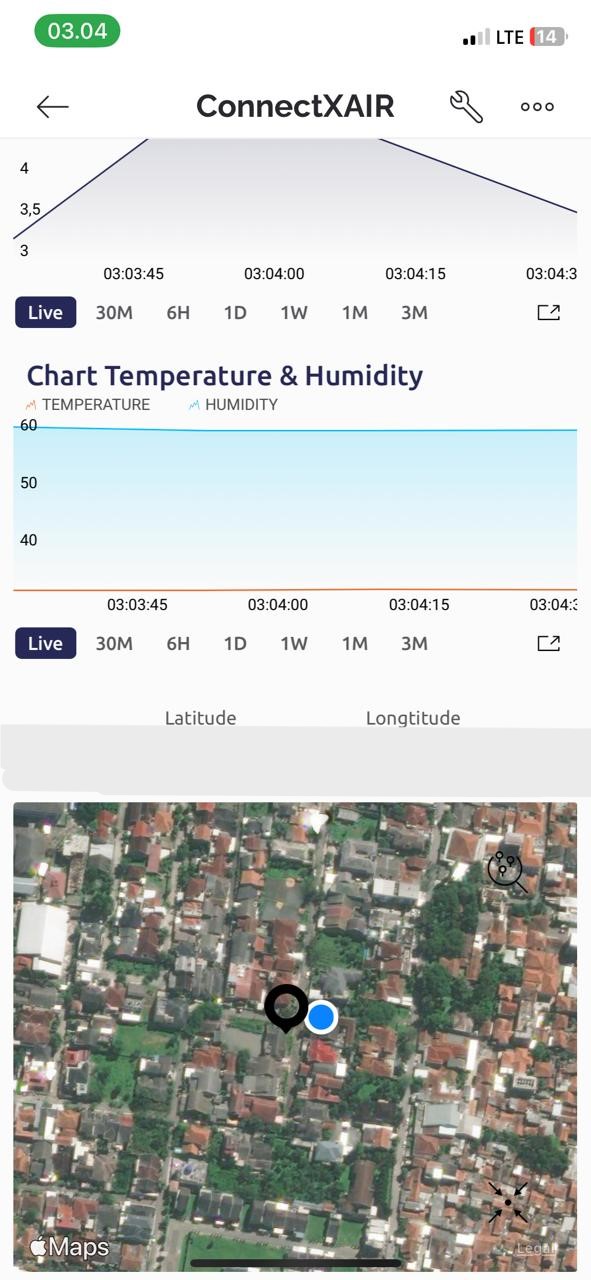 03.04
LTE 14
ConnectXAIR
4
3,5
3
03:03:45 03:04:00 03:04:15 03:04:3
Live 30M 6H 1D 1W 1M 3M
Chart Temperature & Humidity
TEMPERATURE HUMIDITY
60
50
40
03:03:45 03:04:00 03:04:15 03:04:3
Live 30M 6H 1D 1W 1M 3M
Latitude Longtitude
Maps
Legal